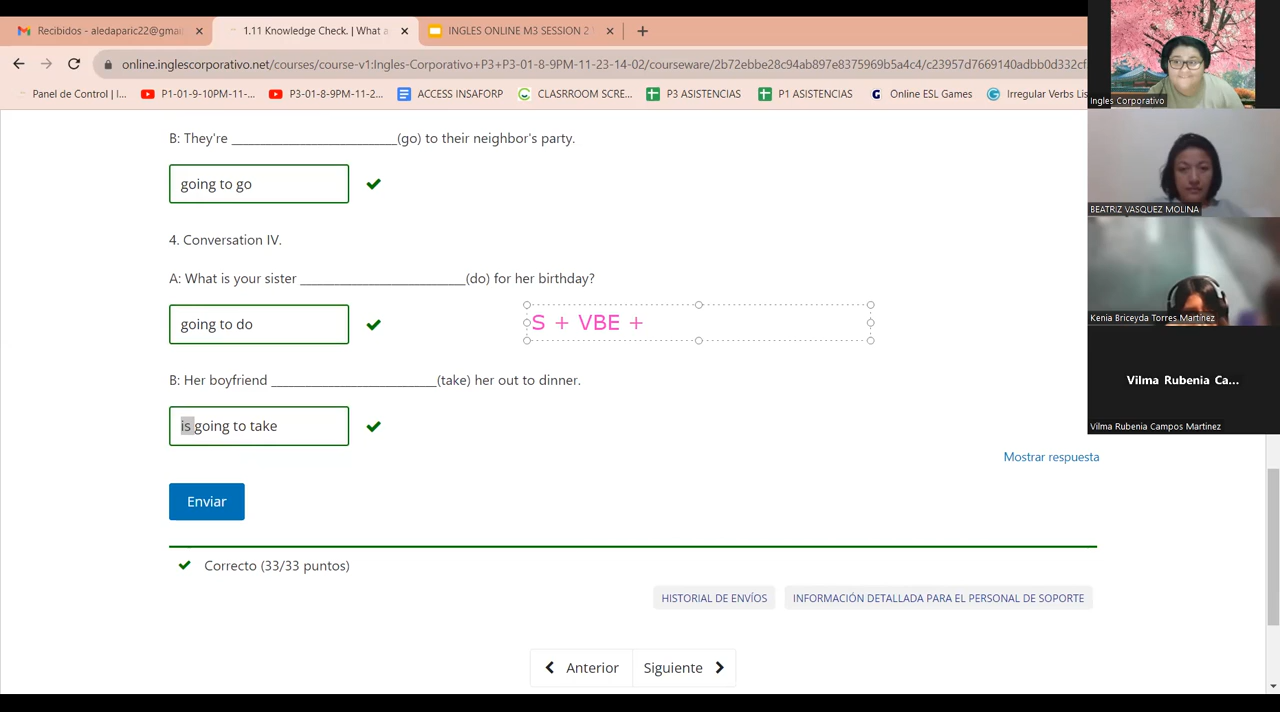 Recibidos - aledaparic22@gmai
1.11 Knowledge Check. | What a
INGLES ONLINE M3 SESSION 2
online.inglescorporativo.net/courses/course-v1:Ingles-Corporativo+P3+P3-01-8-9PM-11-23-14-02/courseware/2b72ebbe28c94ab897e8375969b5a4c4/c23957d7669140adbb0d332cf
Panel de Control | I...
P1-01-9-10PM-11-...
P3-01-8-9PM-11-2...
ACCESS INSAFORP
CLASRROOM SCRE...
P3 ASISTENCIAS
P1 ASISTENCIAS
Online ESL Games
Irregular Verbs Lis
Ingles Corporativo
B: They're ________________________(go) to their neighbor's party.
going to go
BEATRIZ VASQUEZ MOLINA
4. Conversation IV.
A: What is your sister ________________________(do) for her birthday?
going to do
S + VBE +
Kenia Briceyda Torres Martinez
B: Her boyfriend ________________________(take) her out to dinner.
is going to take
Vilma Rubenia Ca...
Vilma Rubenia Campos Martinez
Mostrar respuesta
Enviar
Correcto (33/33 puntos)
HISTORIAL DE ENVÍOS
INFORMACIÓN DETALLADA PARA EL PERSONAL DE SOPORTE
Anterior
Siguiente